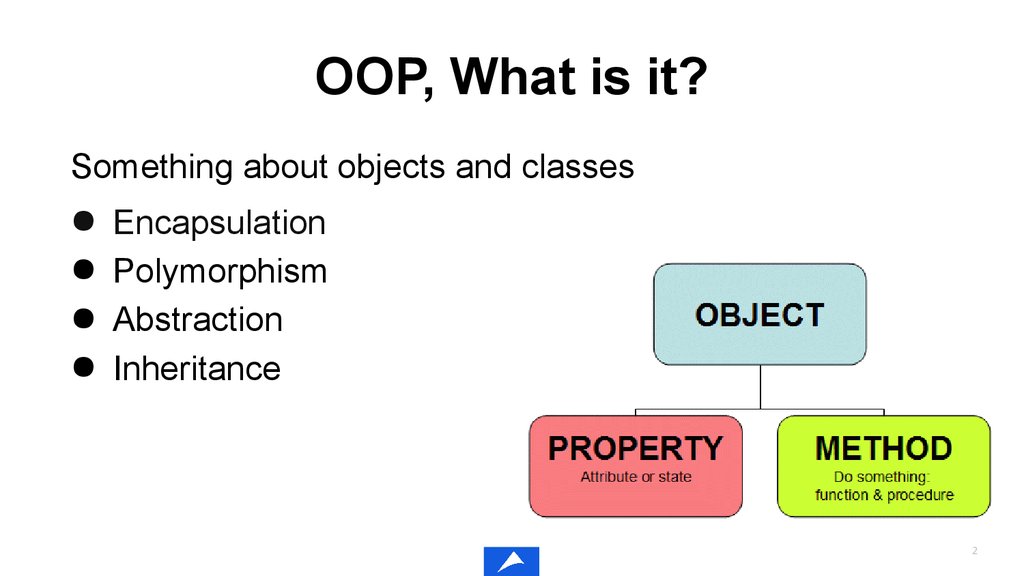 OOP, What is it?
Something about objects and classes
● Encapsulation
● Polymorphism
● Abstraction
● Inheritance
OBJECT
PROPERTY
Attribute or state
METHOD
Do something:
function & procedure
2